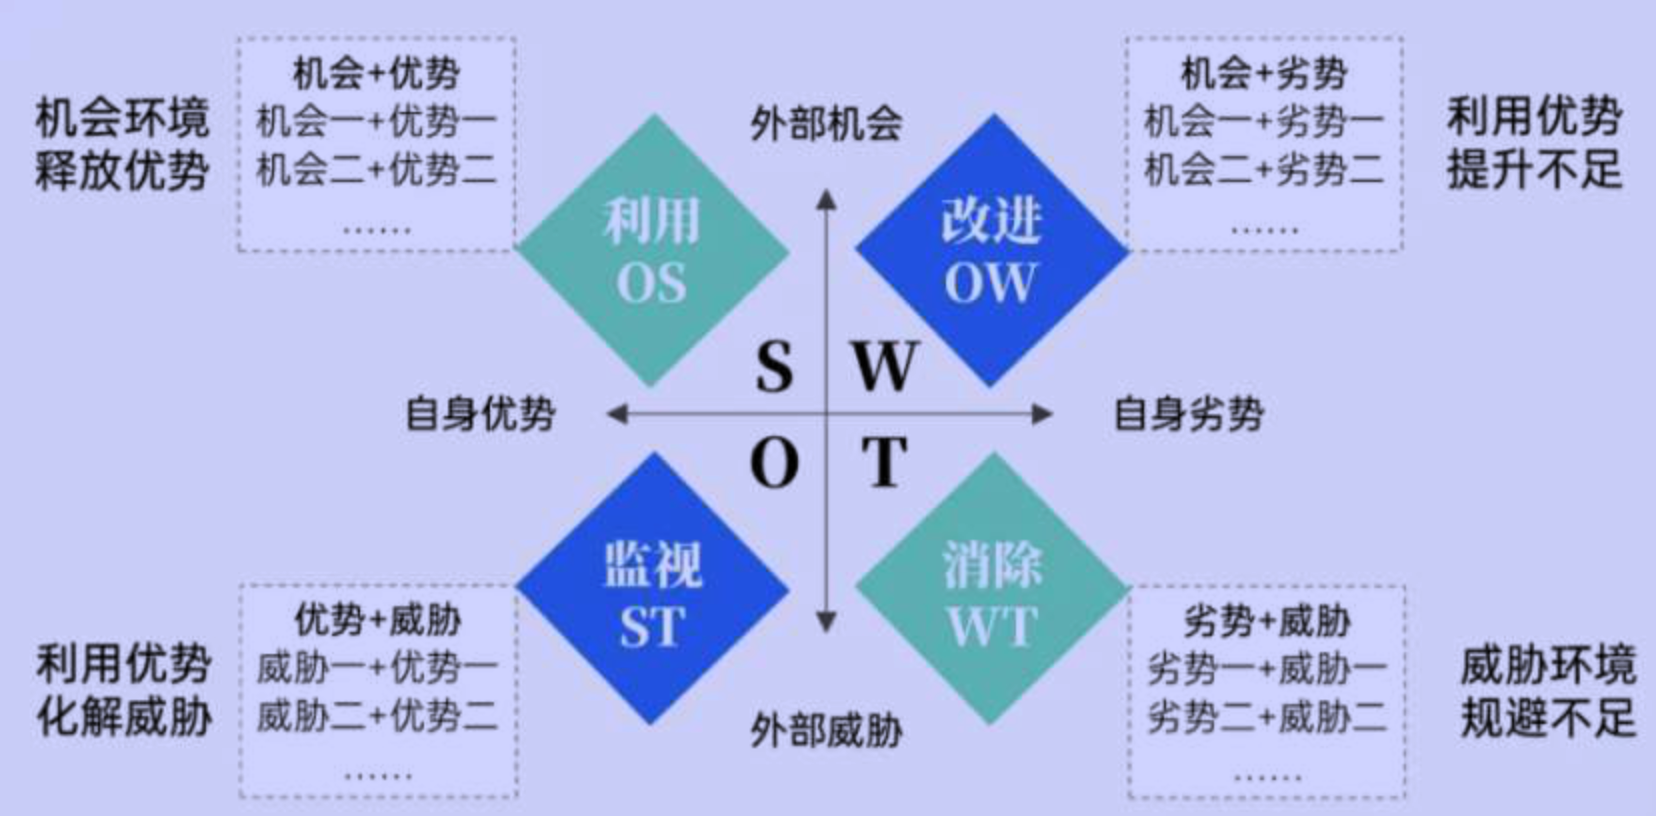 机会环境
释放优势
机会+优势
机会一+优势一
机会二+优势二
……
利用
OS
外部机会
改进
OW
机会+劣势
机会一+劣势一
机会二+劣势二
……
利用优势
提升不足
S W
自身优势
自身劣势
O T
利用优势
化解威胁
优势+威胁
威胁一+优势一
威胁二+优势二
……
监视
ST
外部威胁
消除
WT
劣势+威胁
劣势一+威胁一
劣势二+威胁二
……
威胁环境
规避不足